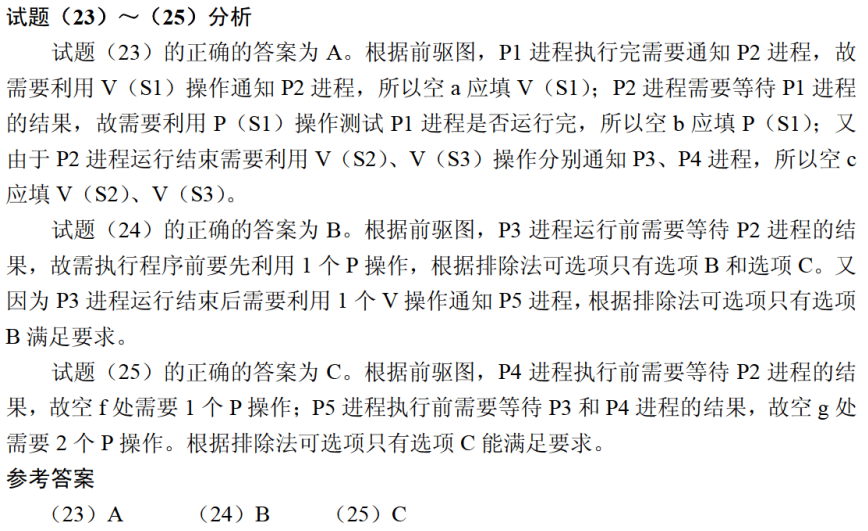 试题（23）～（25）分析
试题（23）的正确的答案为 A。根据前驱图，P1 进程执行完需要通知 P2 进程，故
需要利用 V（S1）操作通知 P2 进程，所以空 a 应填 V（S1）；P2 进程需要等待 P1 进程
的结果，故需要利用 P（S1）操作测试 P1 进程是否运行完，所以空 b 应填 P（S1）；又
由于 P2 进程运行结束需要利用 V（S2）、V（S3）操作分别通知 P3、P4 进程，所以空 c
应填 V（S2）、V（S3）。
试题（24）的正确的答案为 B。根据前驱图，P3 进程运行前需要等待 P2 进程的结
果，故需执行程序前要先利用 1 个 P 操作，根据排除法可选项只有选项 B 和选项 C。又
因为 P3 进程运行结束后需要利用 1 个 V 操作通知 P5 进程，根据排除法可选项只有选项
B 满足要求。
试题（25）的正确的答案为 C。根据前驱图，P4 进程执行前需要等待 P2 进程的结
果，故空 f 处需要 1 个 P 操作；P5 进程执行前需要等待 P3 和 P4 进程的结果，故空 g 处
需要 2 个 P 操作。根据排除法可选项只有选项 C 能满足要求。
参考答案
（23）A （24）B （25）C